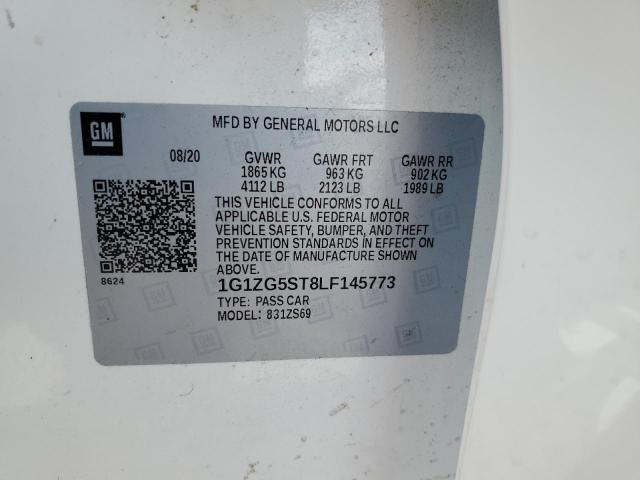 GM
MFD BY GENERAL MOTORS LLC
08/20 GVWR GAWR FRT GAWR RR
1865 KG 963 KG 902 KG
4112 LB 2123 LB 1989 LB
THIS VEHICLE CONFORMS TO ALL
APPLICABLE U.S. FEDERAL MOTOR
VEHICLE SAFETY, BUMPER, AND THEFT
PREVENTION STANDARDS IN EFFECT ON
THE DATE OF MANUFACTURE SHOWN
ABOVE.
8624
1G1ZG5ST8LF145773
TYPE: PASS CAR
MODEL: 831ZS69